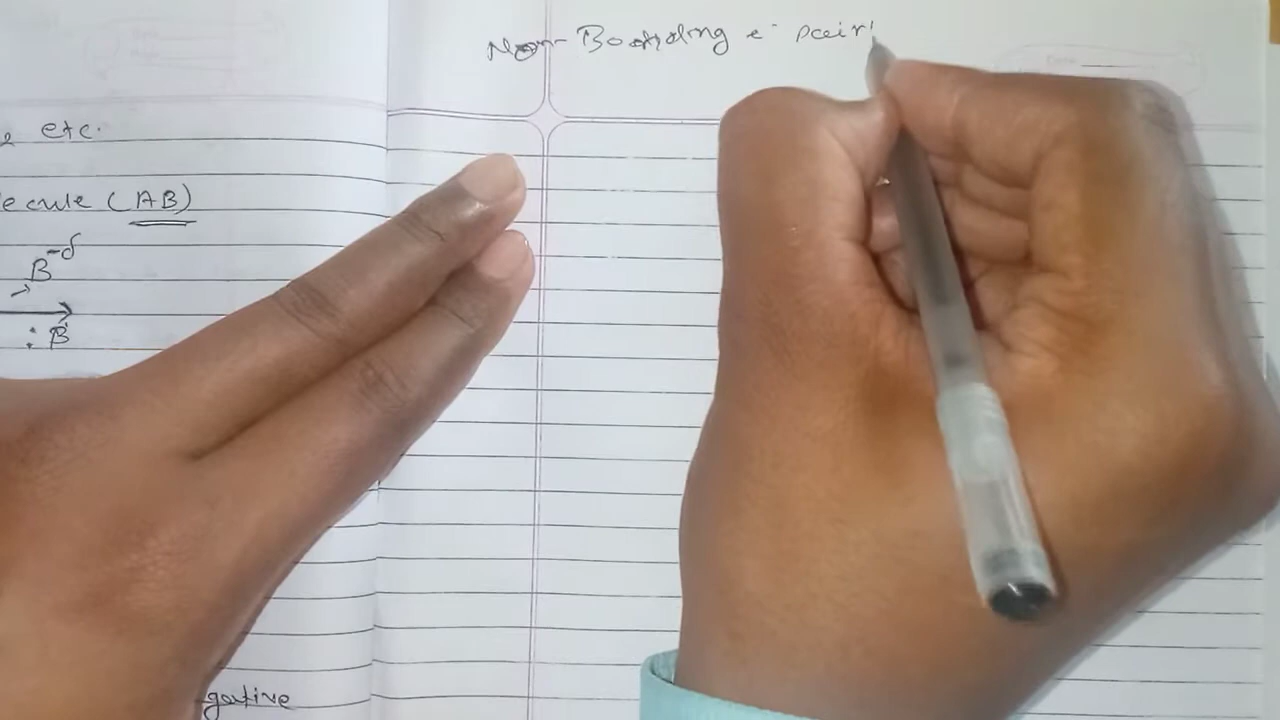 Non-Bonding e⁻ pair
etc.
ecule (AB)
B⁻ᵟ
: B
gative